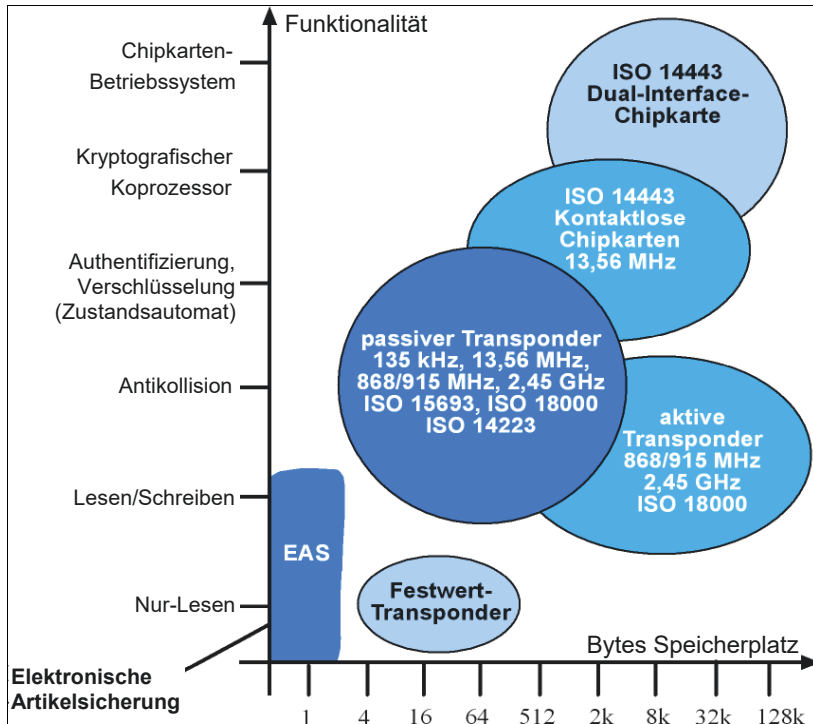 Funktionalität
Chipkarten-
Betriebssystem
Kryptografischer
Koprozessor
Authentifizierung,
Verschlüsselung
(Zustandsautomat)
Antikollision
Lesen/Schreiben
Nur-Lesen
Elektronische
Artikelsicherung
ISO 14443
Dual-Interface-
Chipkarte
ISO 14443
Kontaktlose
Chipkarten
13,56 MHz
passiver Transponder
135 kHz, 13,56 MHz,
868/915 MHz, 2,45 GHz
ISO 15693, ISO 18000
ISO 14223
aktive
Transponder
868/915 MHz
2,45 GHz
ISO 18000
EAS
Festwert-
Transponder
Bytes Speicherplatz
1 4 16 64 512 2k 8k 32k 128k